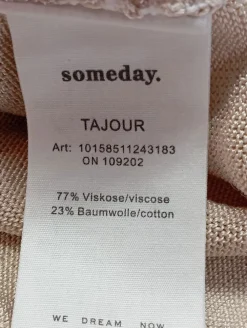 someday.
TAJOUR
Art: 10158511243183
ON 109202
77% Viskose/viscose
23% Baumwolle/cotton
WE DREAM NOW